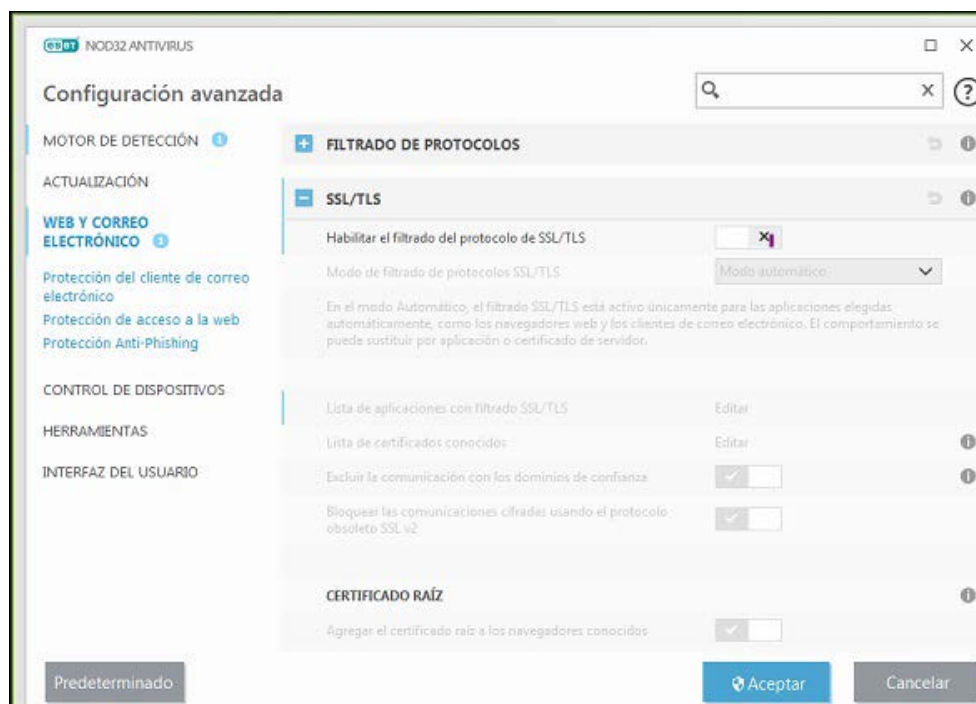 eset NOD32 ANTIVIRUS
Configuración avanzada
MOTOR DE DETECCIÓN 1
ACTUALIZACIÓN
WEB Y CORREO
ELECTRÓNICO 1
Protección del cliente de correo
electrónico
Protección de acceso a la web
Protección Anti-Phishing
CONTROL DE DISPOSITIVOS
HERRAMIENTAS
INTERFAZ DEL USUARIO
FILTRADO DE PROTOCOLOS
SSL/TLS
Habilitar el filtrado del protocolo de SSL/TLS
Modo de filtrado de protocolos SSL/TLS Modo automático
En el modo Automático, el filtrado SSL/TLS está activo únicamente para las aplicaciones elegidas
automáticamente, como los navegadores web y los clientes de correo electrónico. El comportamiento se
puede sustituir por aplicación o certificado de servidor.
Lista de aplicaciones con filtrado SSL/TLS Editar
Lista de certificados conocidos Editar
Excluir la comunicación con los dominios de confianza
Bloquear las comunicaciones cifradas usando el protocolo
obsoleto SSL v2
CERTIFICADO RAÍZ
Agregar el certificado raíz a los navegadores conocidos
Predeterminado
Aceptar
Cancelar